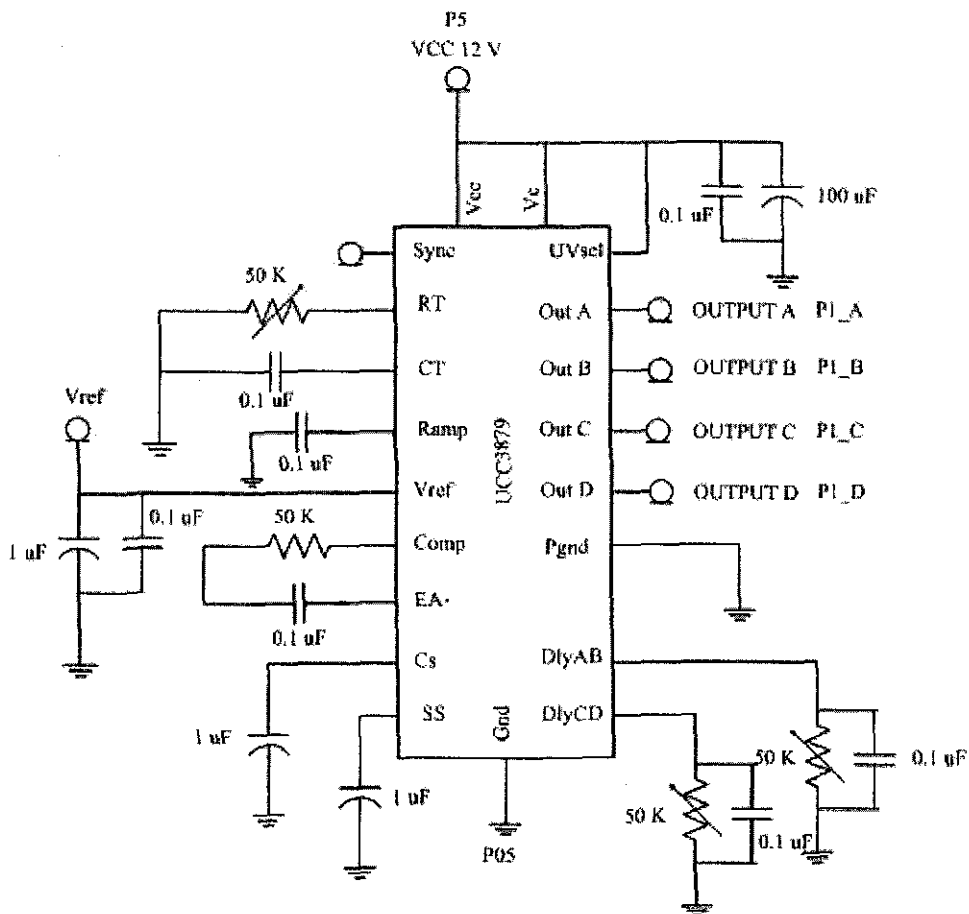 P5
VCC 12 V
Vcc
Vc
0.1 uF
100 uF
Sync
UVsel
50 K
RT
Out A
OUTPUT A P1_A
CT
Out B
OUTPUT B P1_B
0.1 uF
Vref
Ramp
Out C
OUTPUT C P1_C
0.1 uF
UCC3879
Vref
Out D
OUTPUT D P1_D
0.1 uF
50 K
1 uF
Comp
Pgnd
EA-
0.1 uF
Cs
DlyAB
SS
Gnd
DlyCD
1 uF
50 K
0.1 uF
1 uF
50 K
0.1 uF
P05